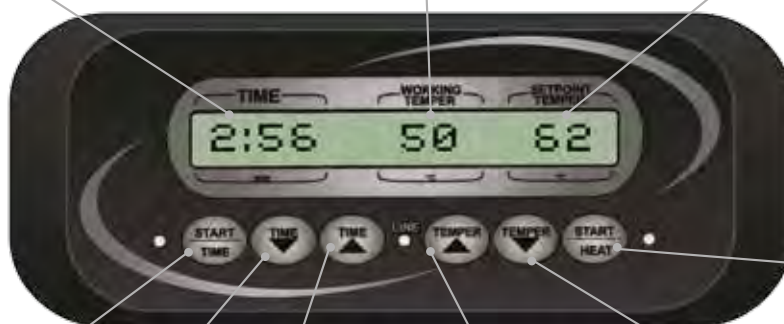 TIME
WORKING
TEMPER
SETPOINT
TEMPER
2:56 50 62
START
TIME
TIME
TIME
LINE
TEMPER
TEMPER
START
HEAT